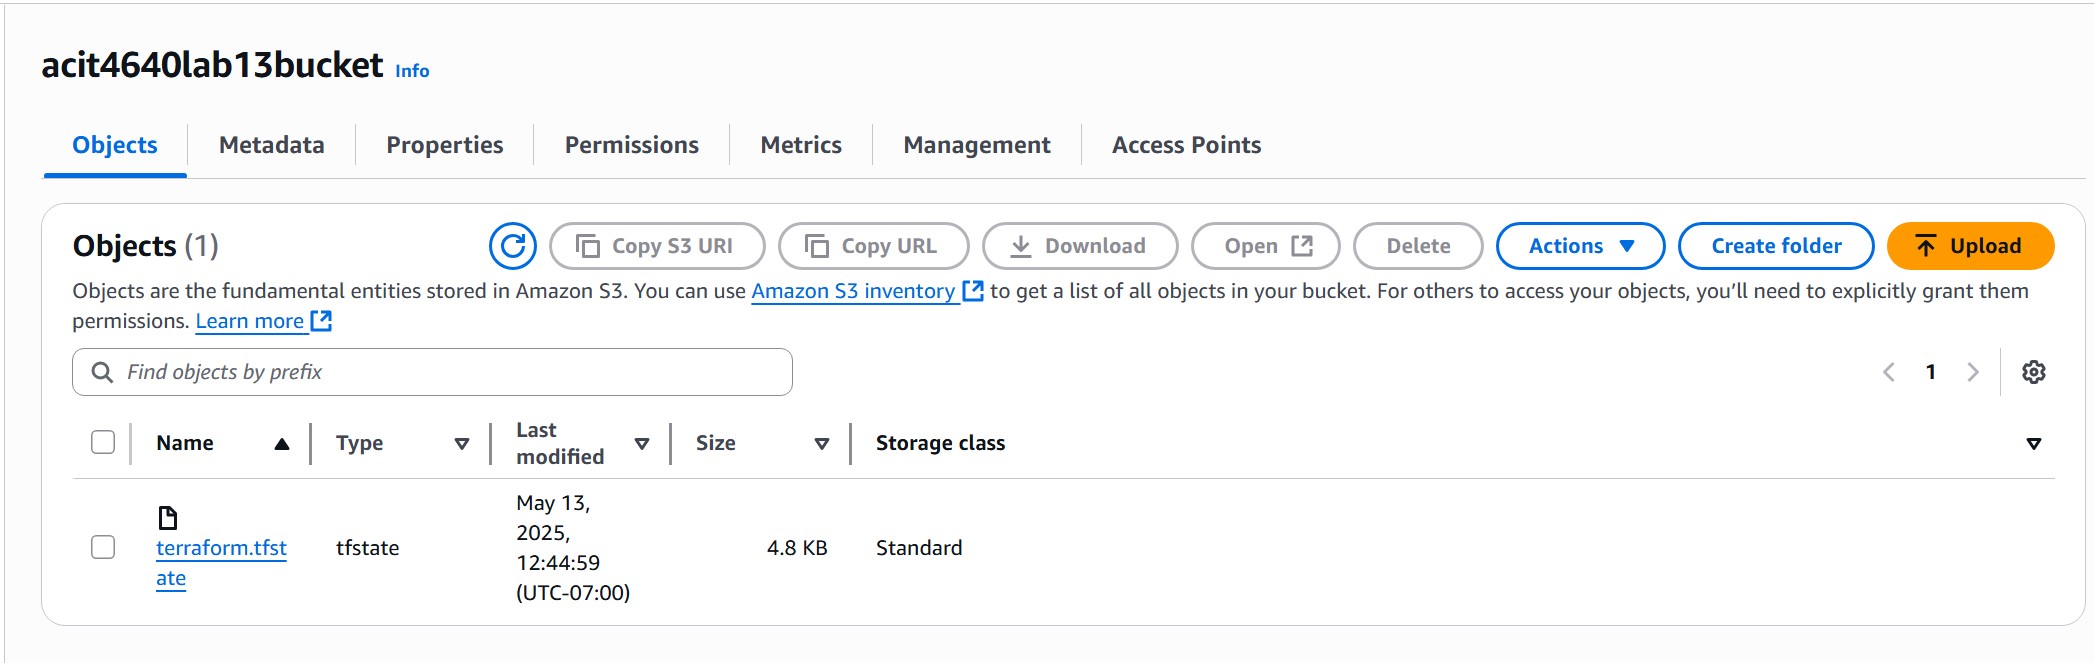 acit4640lab13bucket Info
Objects Metadata Properties Permissions Metrics Management Access Points
Objects (1) Copy S3 URI Copy URL Download Open Delete Actions Create folder Upload
Objects are the fundamental entities stored in Amazon S3. You can use Amazon S3 inventory to get a list of all objects in your bucket. For others to access your objects, you’ll need to explicitly grant them
permissions. Learn more
Find objects by prefix
1
Name Type Last modified Size Storage class
terraform.tfst
ate
tfstate
May 13,
2025,
12:44:59
(UTC-07:00)
4.8 KB
Standard